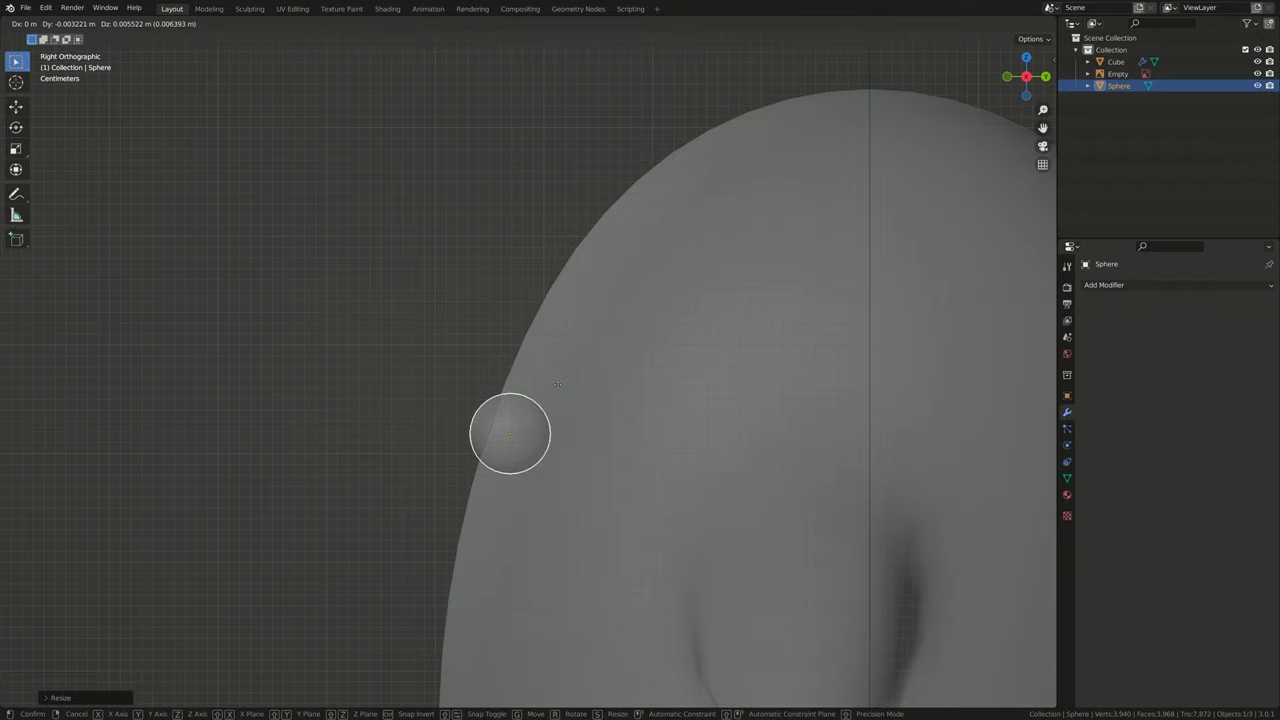 File Edit Render Window Help Layout Modeling Sculpting UV Editing Texture Paint Shading Animation Rendering Compositing Geometry Nodes Scripting Scene ViewLayer
Dx: 0 m Dy: -0.003221 m Dz: 0.005522 m (0.006393 m)
Options
Right Orthographic
(1) Collection | Sphere
Centimeters
Z
Y
X
Scene Collection
Collection
Cube
Empty
Sphere
Sphere
Add Modifier
> Resize
Confirm Cancel X X Axis Y Y Axis Z Z Axis X X Plane Y Y Plane Z Z Plane Snap Invert Snap Toggle G Move R Rotate S Resize Automatic Constraint Automatic Constraint Plane Precision Mode Collection | Sphere | Verts:3,940 | Faces:3,968 | Tris:7,872 | Objects:1/3 | 3.0.1